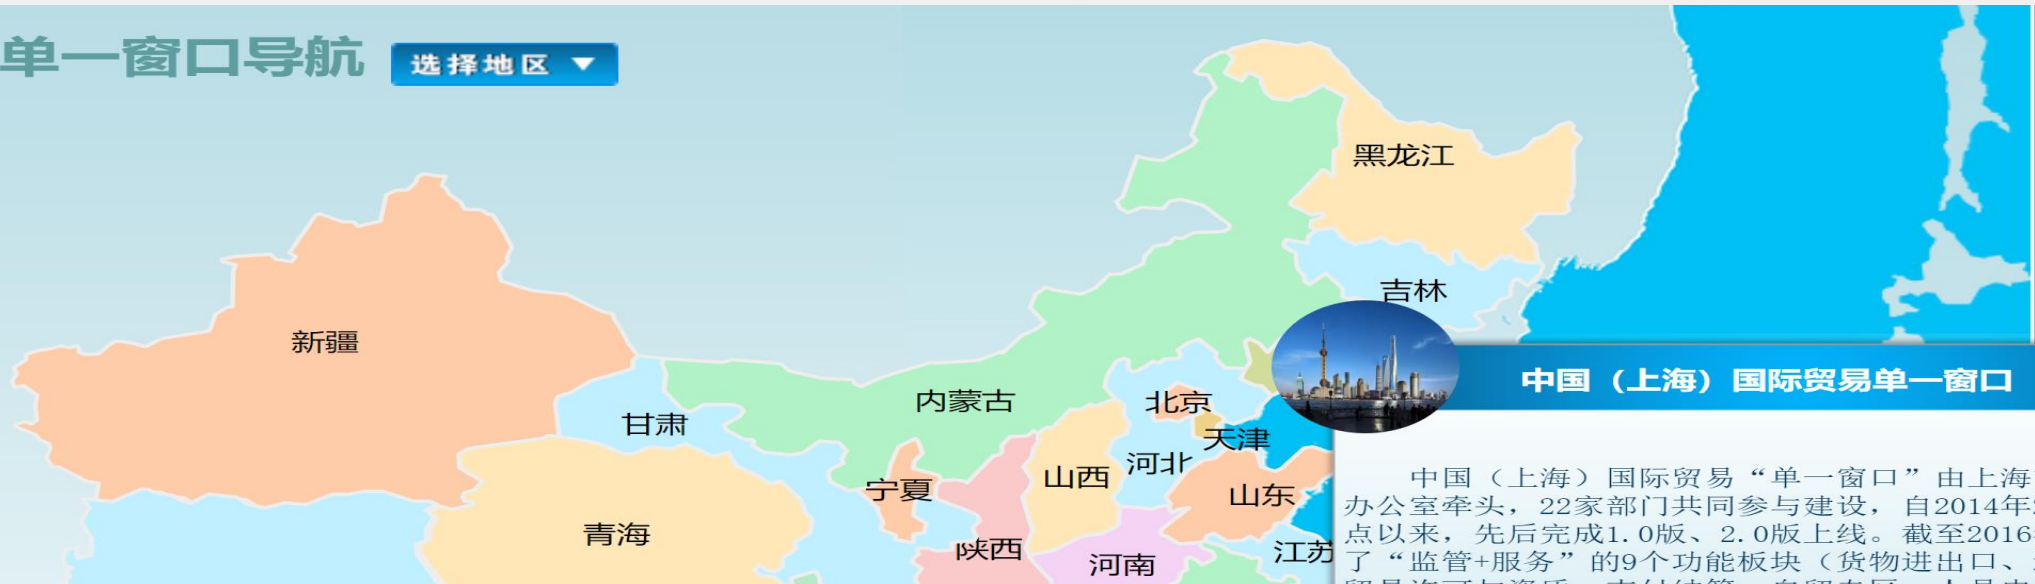 单一窗口导航
选择地区
黑龙江
吉林
新疆
内蒙古
北京
甘肃
天津
河北
山西
宁夏
山东
青海
陕西
河南
江苏
中国（上海）国际贸易单一窗口
中国（上海）国际贸易“单一窗口”由上海
办公室牵头，22家部门共同参与建设，自2014年
点以来，先后完成1.0版、2.0版上线。截至2016
了“监管+服务”的9个功能板块（货物进出口、